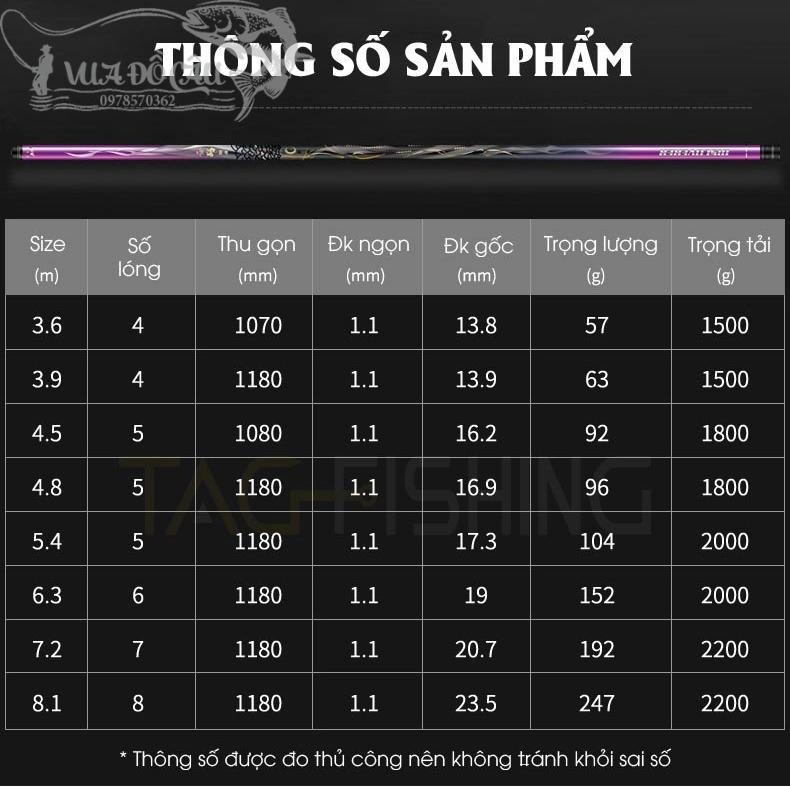 VUA ĐỒ CÂU
0978570362
THÔNG SỐ SẢN PHẨM
Size (m) Số lóng Thu gọn (mm) Đk ngọn (mm) Đk gốc (mm) Trọng lượng (g) Trọng tải (g)
3.6 4 1070 1.1 13.8 57 1500
3.9 4 1180 1.1 13.9 63 1500
4.5 5 1080 1.1 16.2 92 1800
4.8 5 1180 1.1 16.9 96 1800
TAG FISHING
5.4 5 1180 1.1 17.3 104 2000
6.3 6 1180 1.1 19 152 2000
7.2 7 1180 1.1 20.7 192 2200
8.1 8 1180 1.1 23.5 247 2200
* Thông số được đo thủ công nên không tránh khỏi sai số